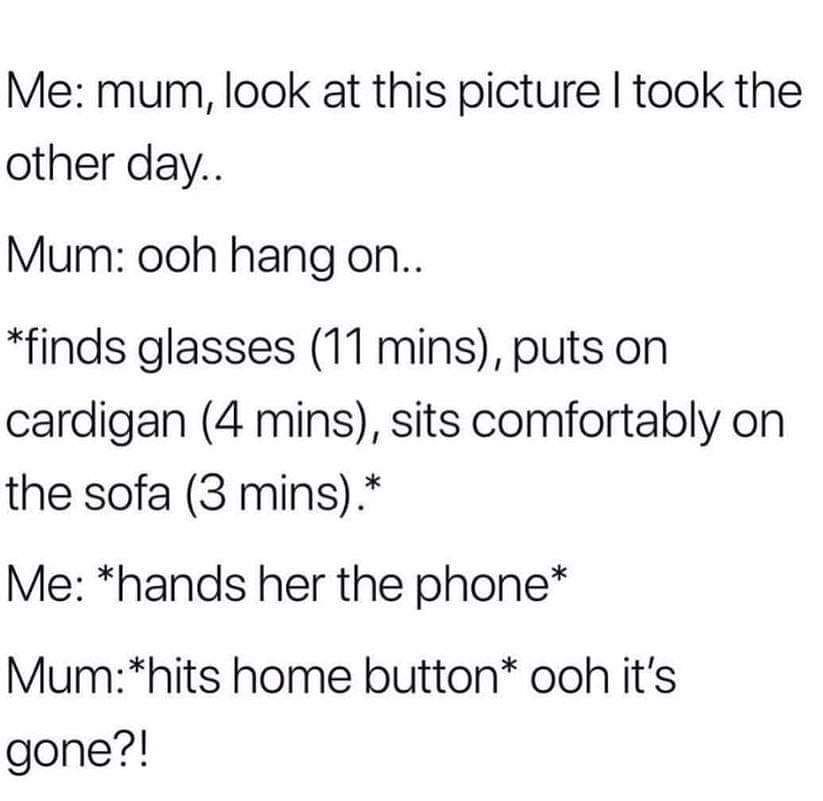 Me: mum, look at this picture I took the
other day..
Mum: ooh hang on..
*finds glasses (11 mins), puts on
cardigan (4 mins), sits comfortably on
the sofa (3 mins).*
Me: *hands her the phone*
Mum:*hits home button* ooh it's
gone?!